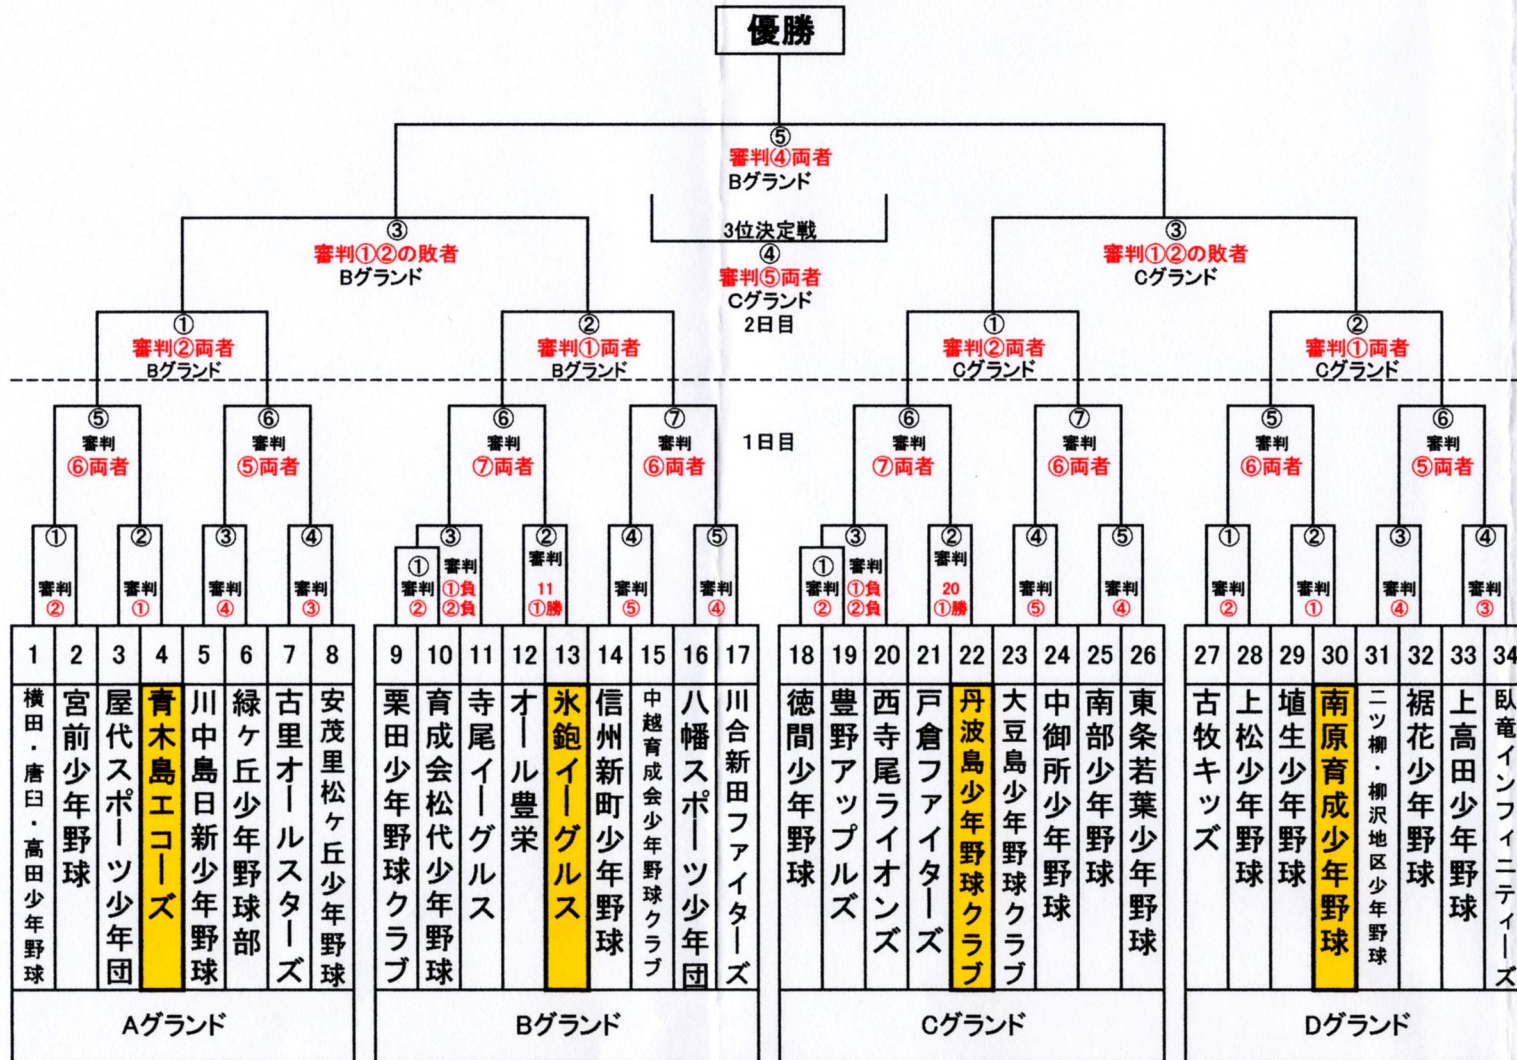 優勝
⑤
審判④両者
Bグランド
3位決定戦
④
審判⑤両者
Cグランド
2日目
③
審判①②の敗者
Bグランド
③
審判①②の敗者
Cグランド
①
審判②両者
Bグランド
②
審判①両者
Bグランド
①
審判②両者
Cグランド
②
審判①両者
Cグランド
1日目
⑤
審判
⑥両者
⑥
審判
⑤両者
⑥
審判
⑦両者
⑦
審判
⑥両者
⑥
審判
⑦両者
⑦
審判
⑥両者
⑤
審判
⑥両者
⑥
審判
⑤両者
①
審判
②
②
審判
①
③
審判
④
④
審判
③
①
審判
②
③
審判
①負
②負
②
審判
11
①勝
④
審判
⑤
⑤
審判
④
①
審判
②
③
審判
①負
②負
②
審判
20
①勝
④
審判
⑤
⑤
審判
④
①
審判
②
②
審判
①
③
審判
④
④
審判
③
1 2 3 4 5 6 7 8 9 10 11 12 13 14 15 16 17 18 19 20 21 22 23 24 25 26 27 28 29 30 31 32 33 34
横田・唐臼・高田少年野球
宮前少年野球
屋代スポーツ少年団
青木島エコーズ
川中島日新少年野球
緑ヶ丘少年野球部
古里オールスターズ
安茂里松ヶ丘少年野球
栗田少年野球クラブ
育成会松代少年野球
寺尾イーグルス
オール豊栄
氷鉋イーグルス
信州新町少年野球
中越育成会少年野球クラブ
八幡スポーツ少年団
川合新田ファイターズ
徳間少年野球
豊野アップルズ
西寺尾ライオンズ
戸倉ファイターズ
丹波島少年野球クラブ
大豆島少年野球クラブ
中御所少年野球
南部少年野球
東条若葉少年野球
古牧キッズ
上松少年野球
埴生少年野球
南原育成少年野球
二ツ柳・柳沢地区少年野球
裾花少年野球
上高田少年野球
臥竜インフィニティーズ
Aグランド
Bグランド
Cグランド
Dグランド